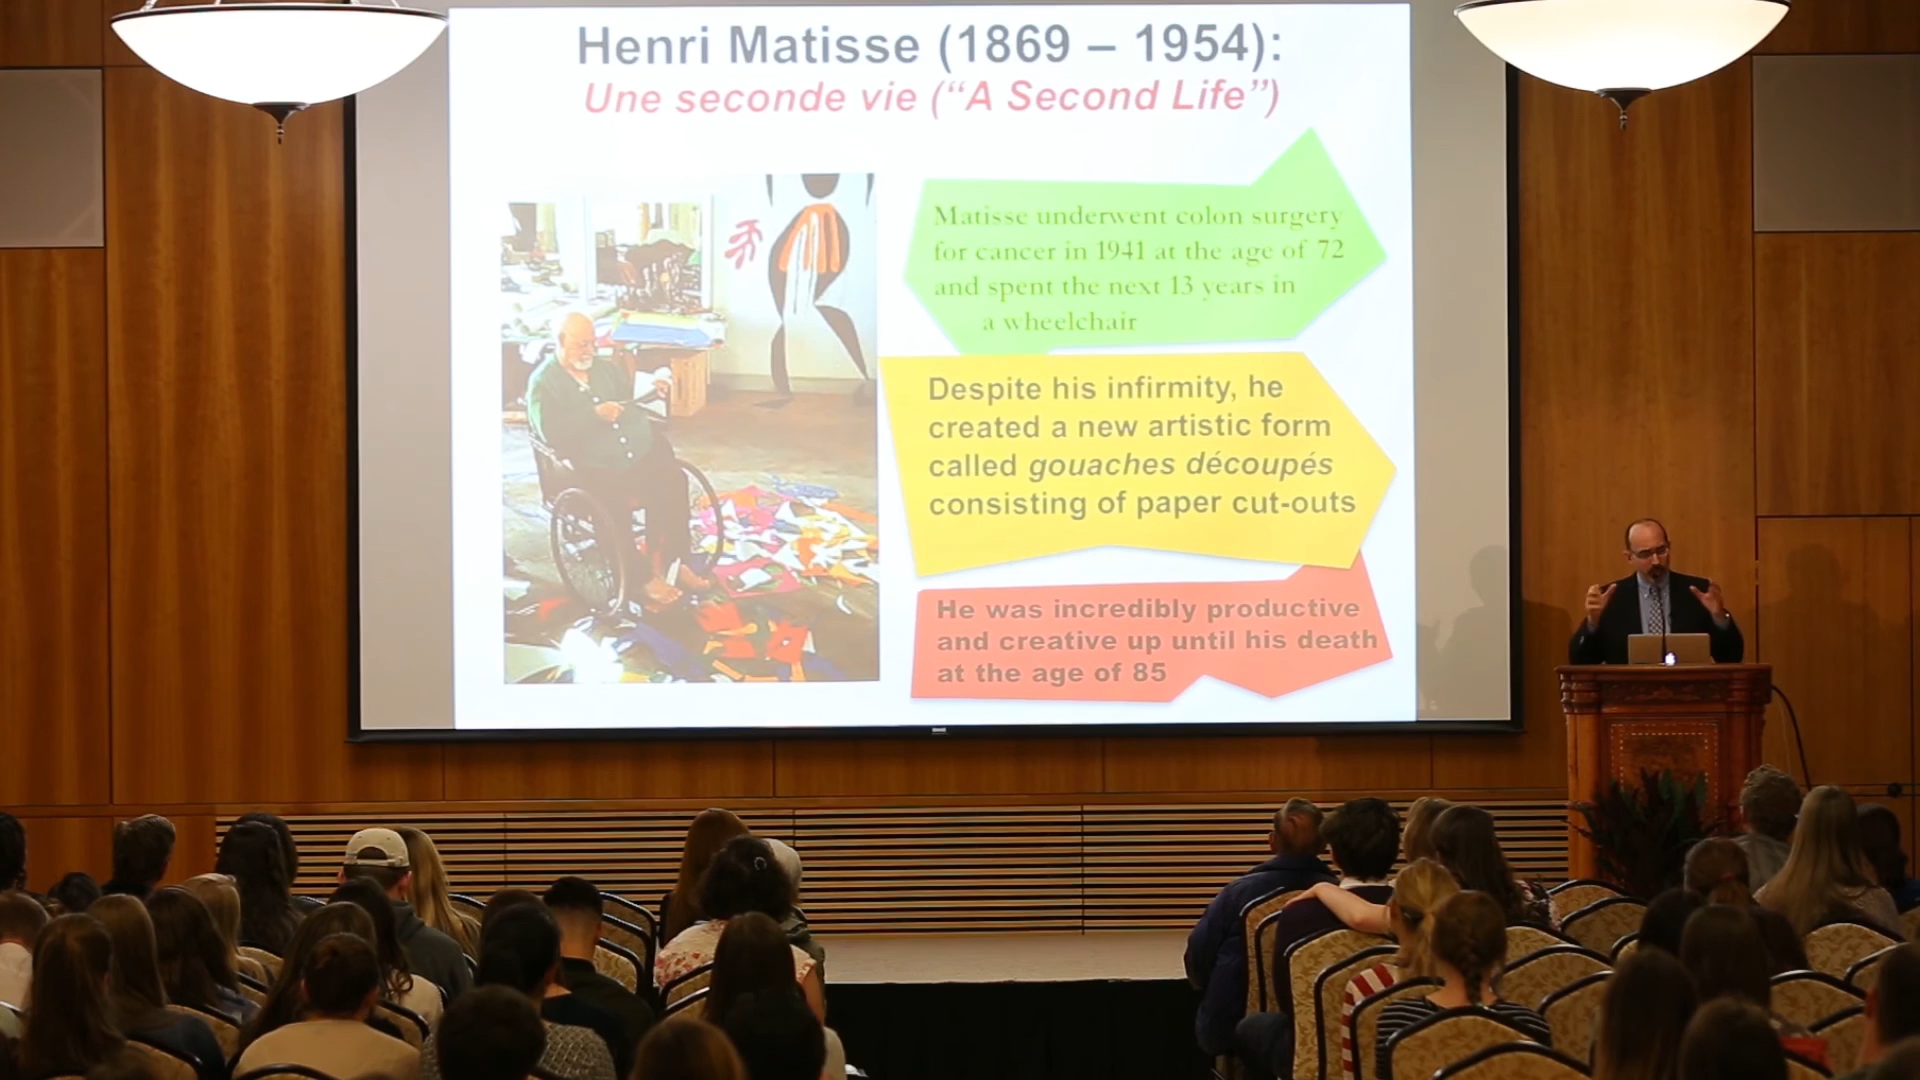 Henri Matisse (1869 – 1954):
Une seconde vie (“A Second Life”)
Matisse underwent colon surgery
for cancer in 1941 at the age of 72
and spent the next 13 years in
a wheelchair
Despite his infirmity, he
created a new artistic form
called gouaches découpés
consisting of paper cut-outs
He was incredibly productive
and creative up until his death
at the age of 85